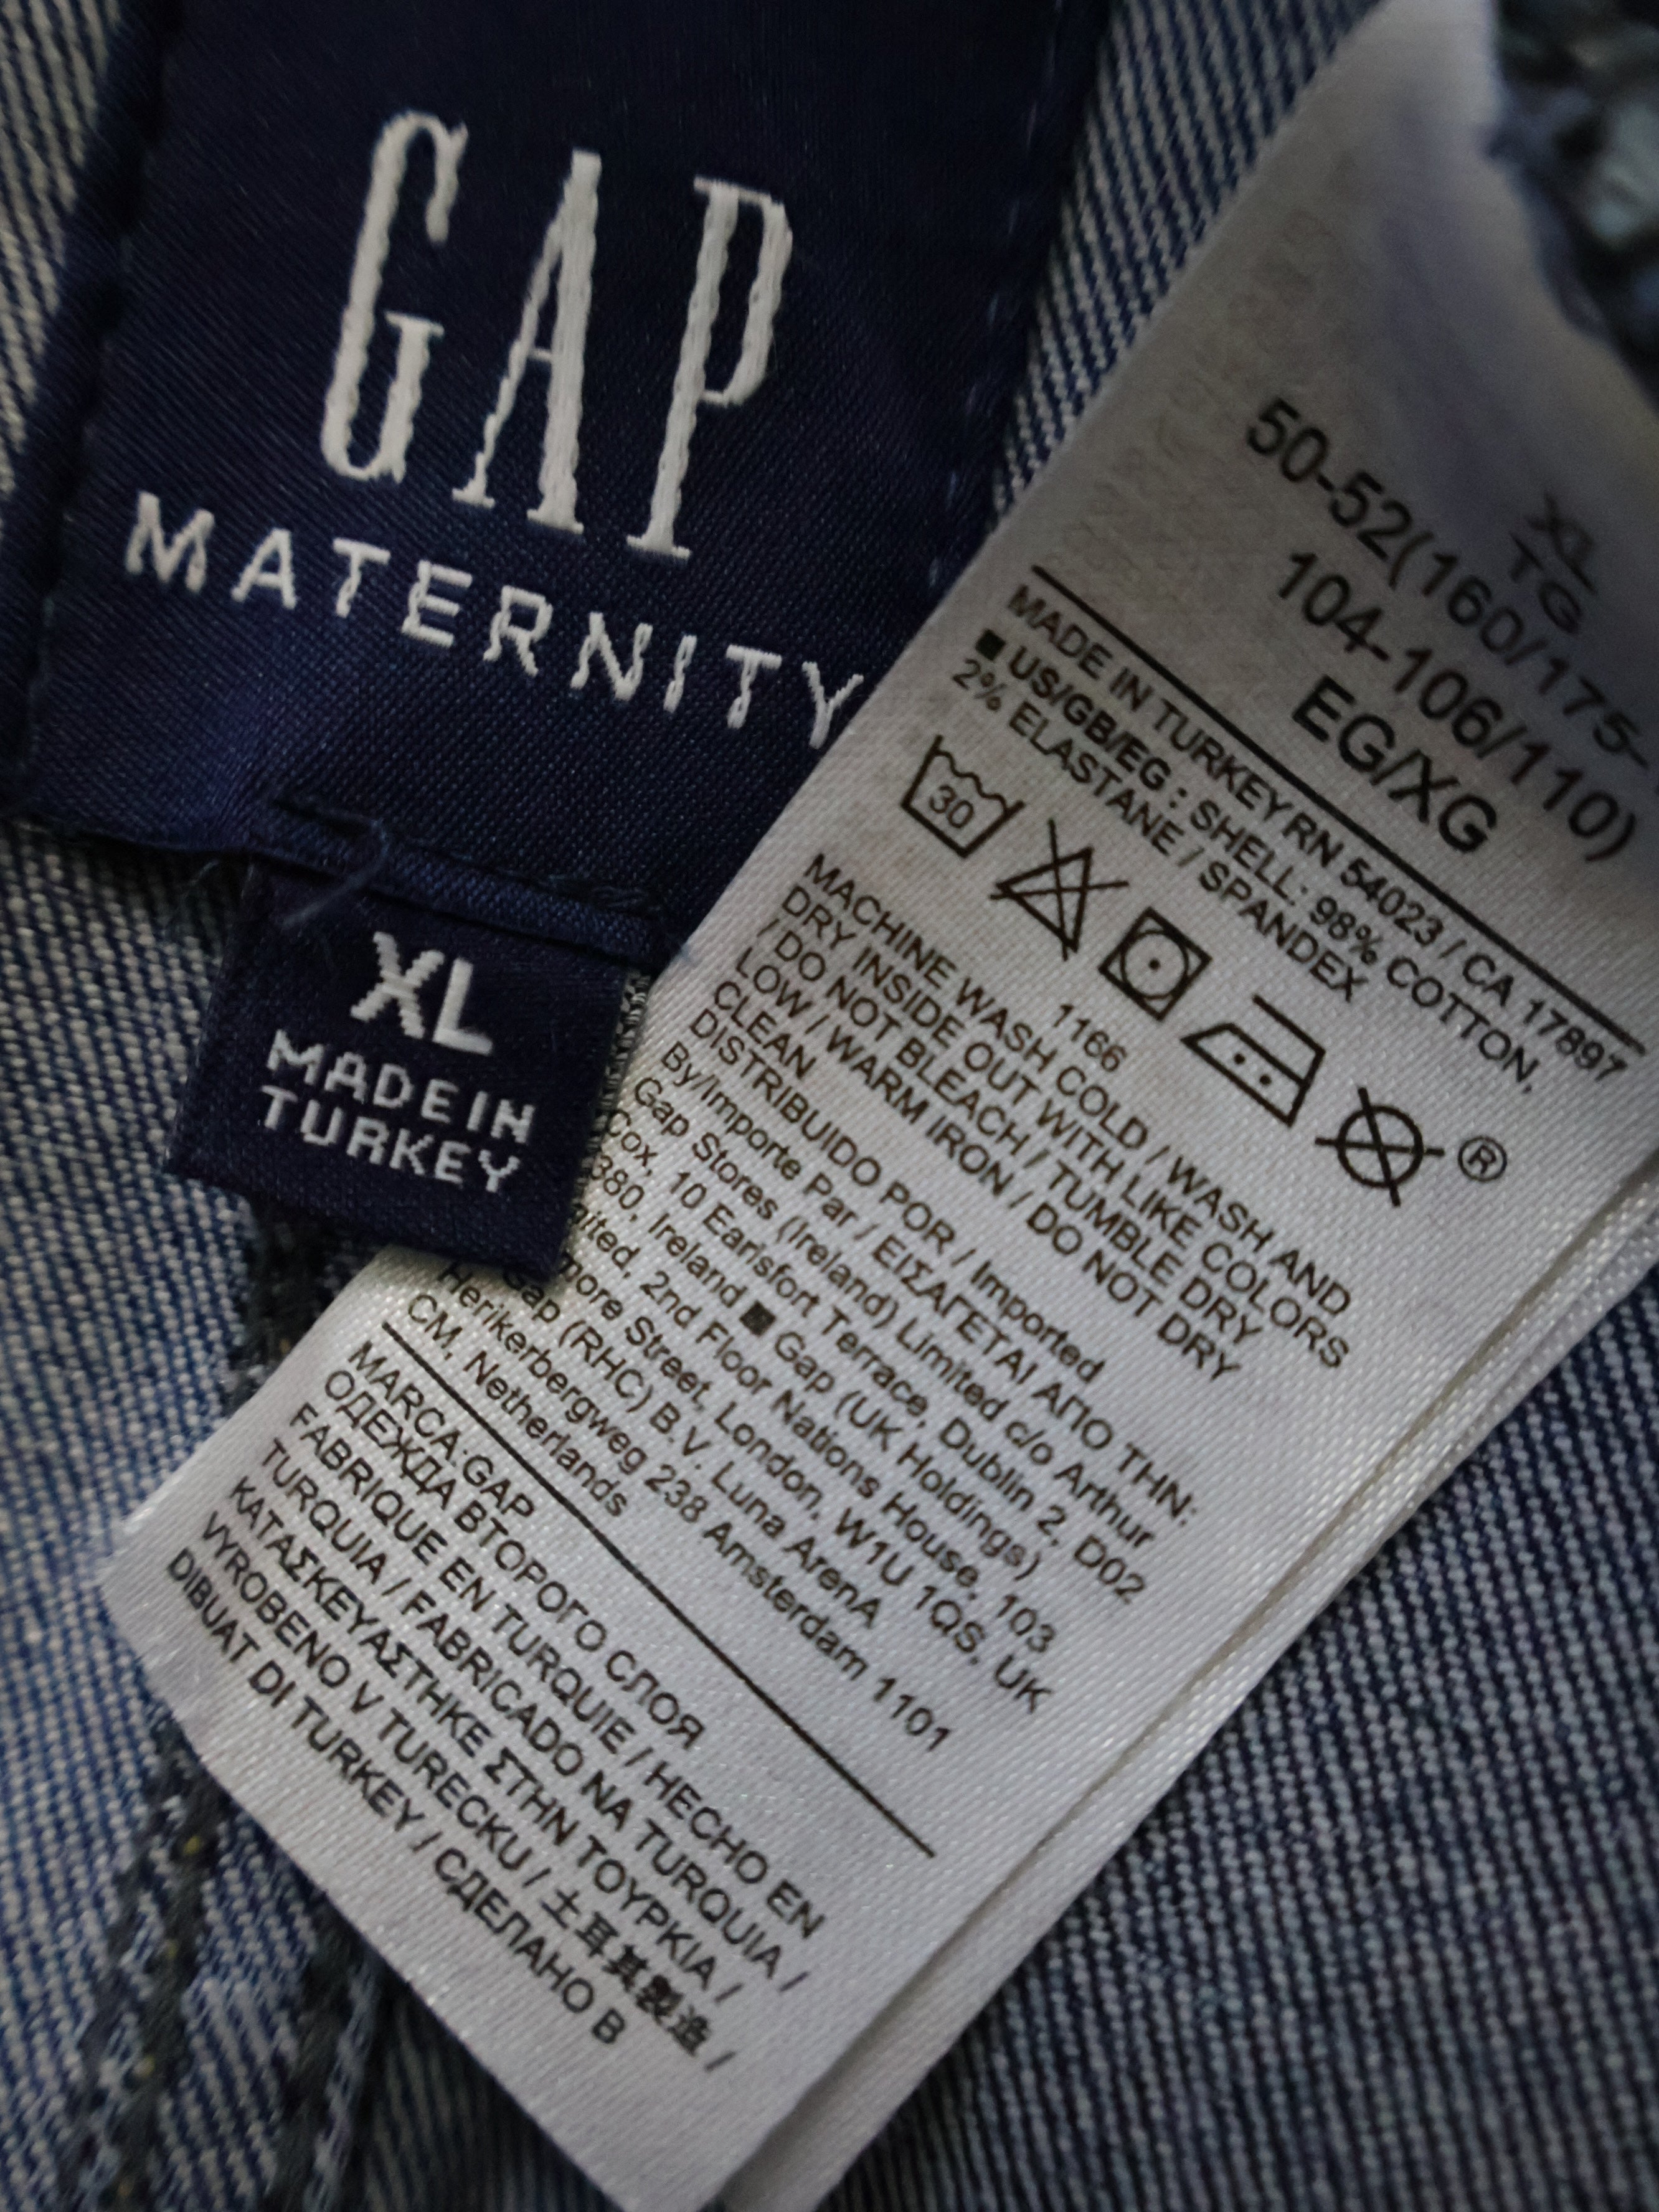 GAP
MATERNITY
XL
MADE IN
TURKEY
XL
TG
50-52(160/175-
104-106/110)
EG/XG
MADE IN TURKEY RN 54023 / CA 17897
■ US/GB/EG : SHELL: 98% COTTON,
2% ELASTANE / SPANDEX
30
®
1166
MACHINE WASH COLD / WASH AND
DRY INSIDE OUT WITH LIKE COLORS
/ DO NOT BLEACH / TUMBLE DRY
LOW / WARM IRON / DO NOT DRY
CLEAN
DISTRIBUIDO POR / Imported
By/Importe Par / ΕΙΣΑΓΕΤΑΙ ΑΠΟ ΤΗΝ:
Gap Stores (Ireland) Limited c/o Arthur
Cox, 10 Earlsfort Terrace, Dublin 2, D02
380, Ireland ■ Gap (UK Holdings)
ited, 2nd Floor Nations House, 103
more Street, London, W1U 1QS, UK
Gap (RHC) B.V. Luna ArenA
Herikerbergweg 238 Amsterdam 1101
CM, Netherlands
MARCA:GAP
ОДЕЖДА ВТОРОГО СЛОЯ
FABRIQUE EN TURQUIE / HECHO EN
TURQUIA / FABRICADO NA TURQUIA /
ΚΑΤΑΣΚΕΥΑΣΤΗΚΕ ΣΤΗΝ ΤΟΥΡΚΙΑ /
VYROBENO V TURECKU / 土耳其製造 /
DIBUAT DI TURKEY / СДЕЛАНО В